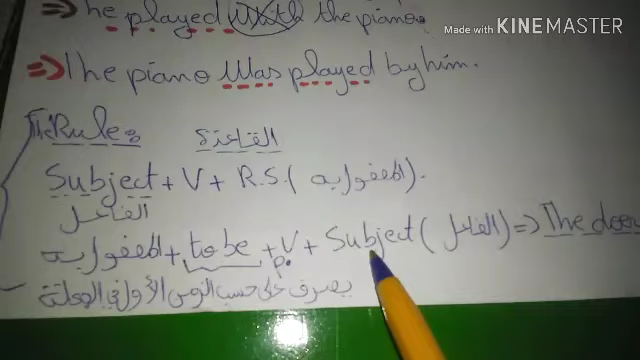 Made with KINEMASTER
=> he played the piano.
=> The piano was played by him.
The Rule: القاعدة
Subject + V + R.S. (المفعول به).
الفاعل
المفعول به + to be + V + Subject (الفاعل) => The doer
P.
يصرف على حسب الزمن الأول في الجملة